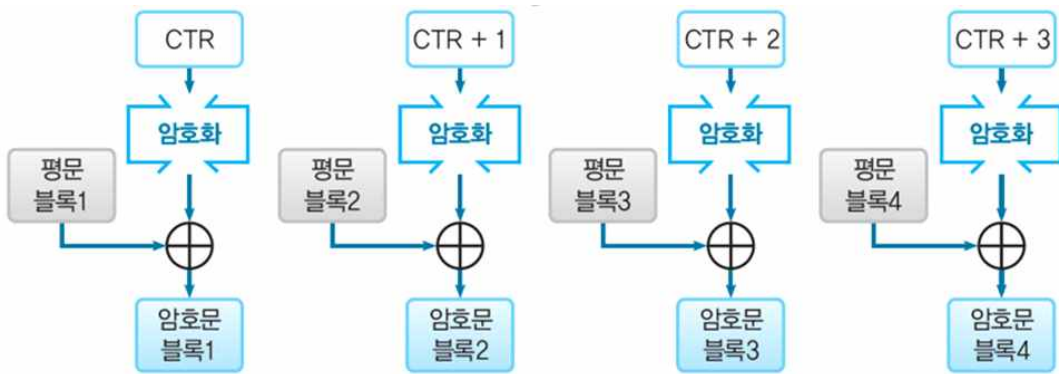 CTR
CTR + 1
CTR + 2
CTR + 3
암호화
암호화
암호화
암호화
평문
블록1
평문
블록2
평문
블록3
평문
블록4
암호문
블록1
암호문
블록2
암호문
블록3
암호문
블록4